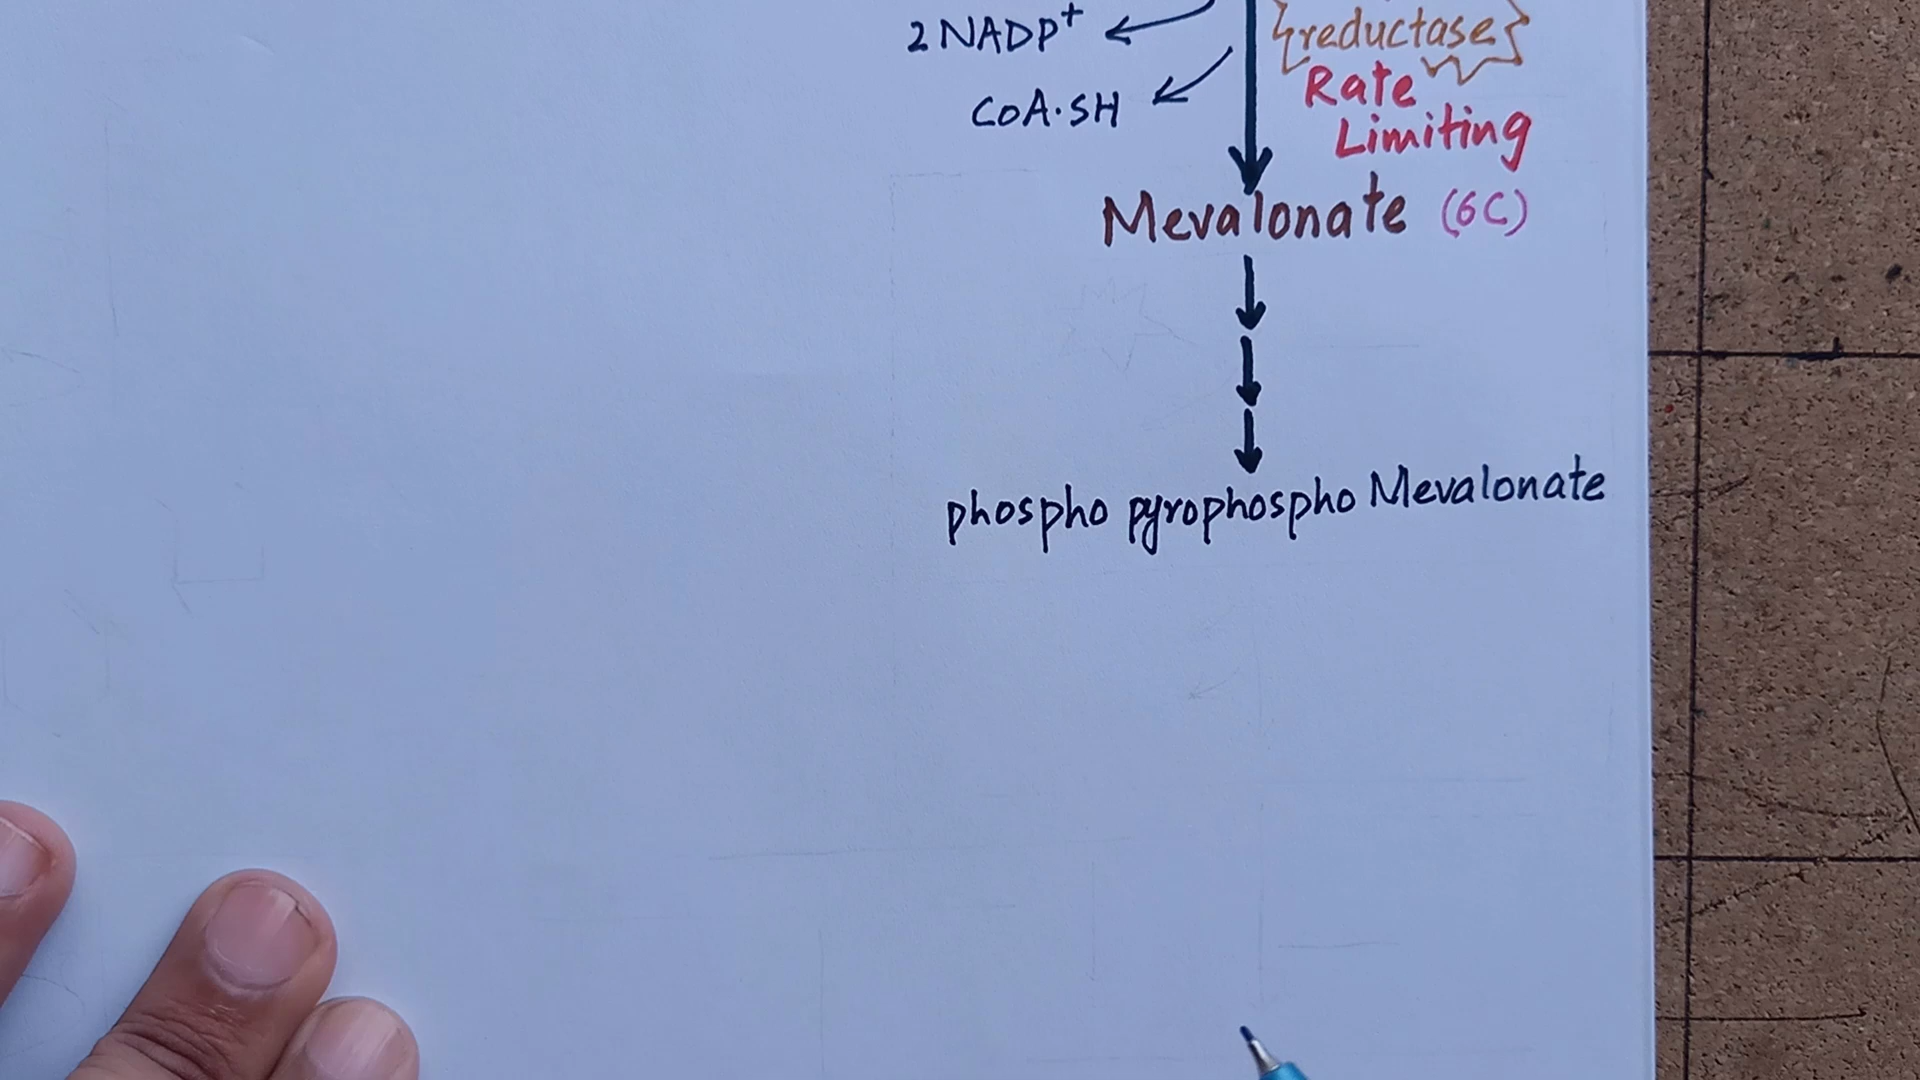 2NADP⁺
reductase
CoA·SH
Rate
Limiting
Mevalonate (6C)
phospho pyrophospho Mevalonate